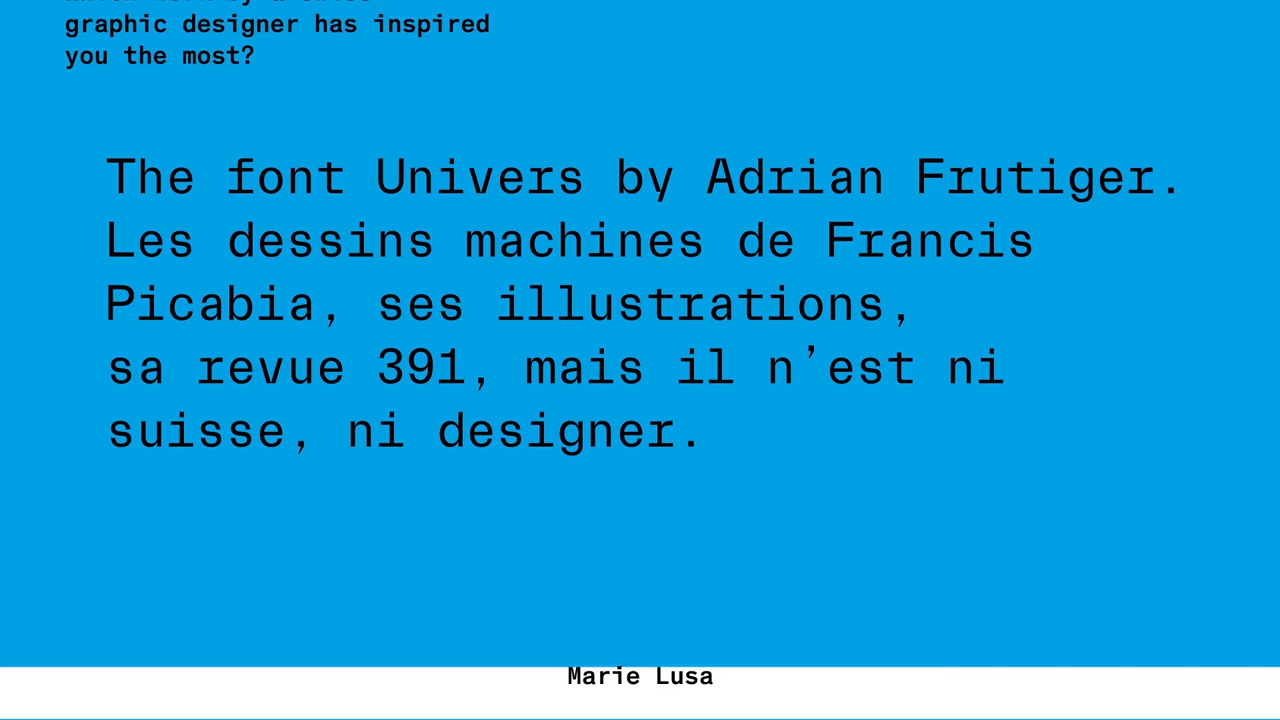 graphic designer has inspired
you the most?
The font Univers by Adrian Frutiger.
Les dessins machines de Francis
Picabia, ses illustrations,
sa revue 391, mais il n’est ni
suisse, ni designer.
Marie Lusa